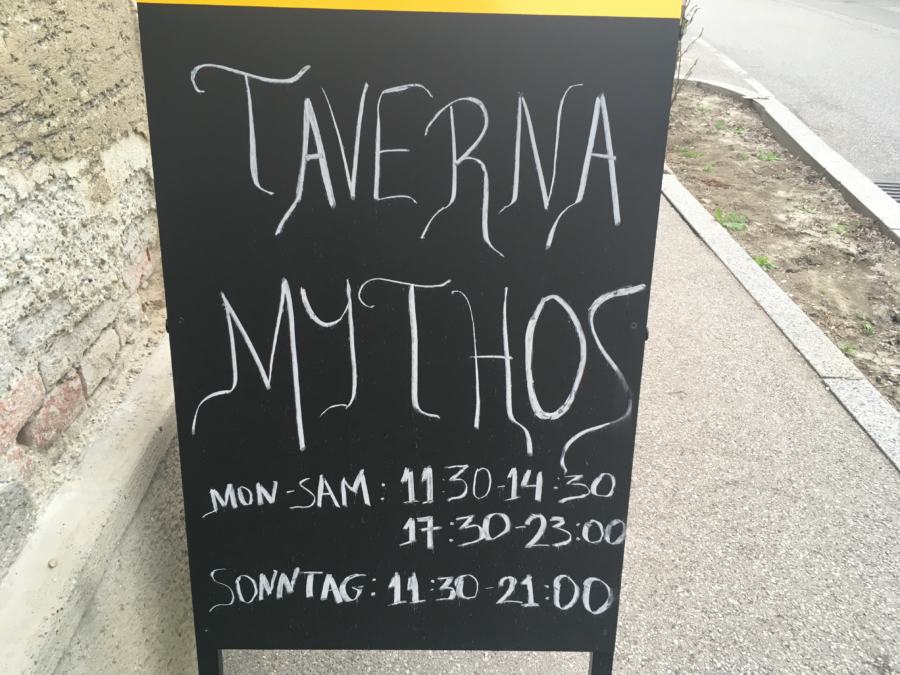 TAVERNA
MYTHOS
MON-SAM: 11:30-14:30
17:30-23:00
SONNTAG: 11:30-21:00